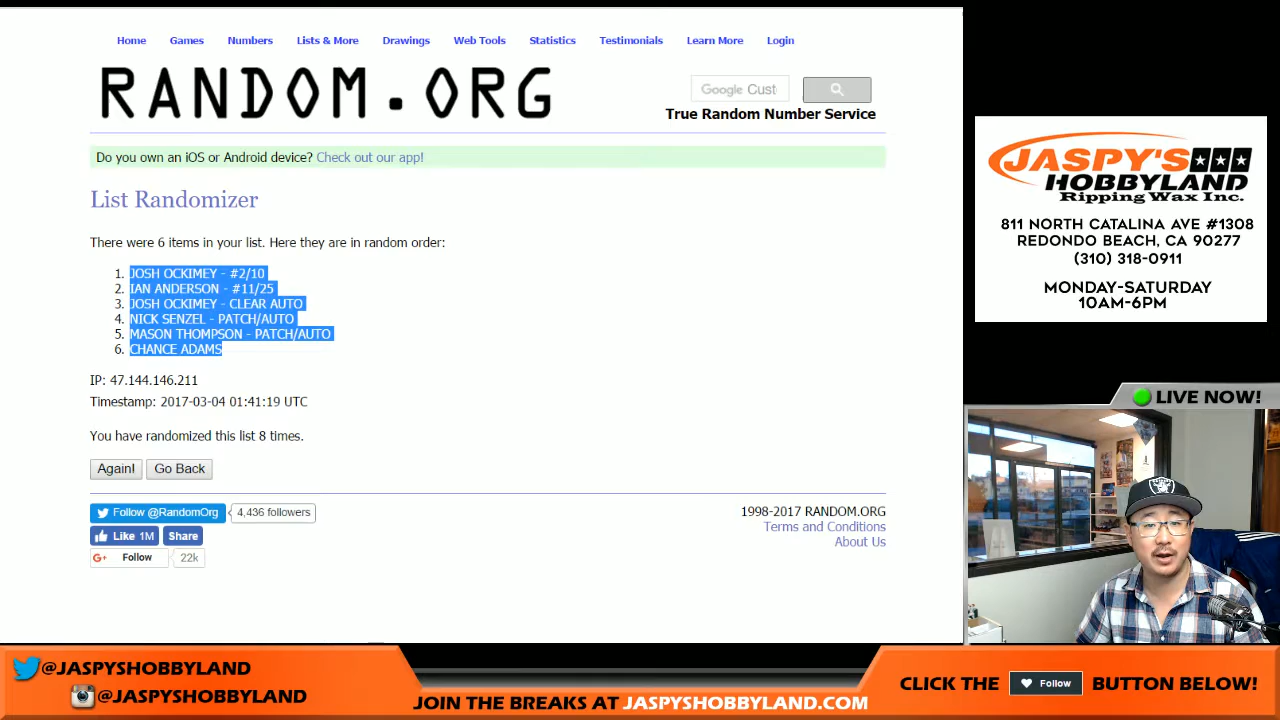 Home Games Numbers Lists & More Drawings Web Tools Statistics Testimonials Learn More Login
RANDOM.ORG
Google Cust
True Random Number Service
Do you own an iOS or Android device? Check out our app!
List Randomizer
There were 6 items in your list. Here they are in random order:
1. JOSH OCKIMEY - #2/10
2. IAN ANDERSON - #11/25
3. JOSH OCKIMEY - CLEAR AUTO
4. NICK SENZEL - PATCH/AUTO
5. MASON THOMPSON - PATCH/AUTO
6. CHANCE ADAMS
IP: 47.144.146.211
Timestamp: 2017-03-04 01:41:19 UTC
You have randomized this list 8 times.
Again! Go Back
Follow @RandomOrg 4,436 followers
Like 1M Share
G+ Follow 22k
1998-2017 RANDOM.ORG
Terms and Conditions
About Us
JASPY'S
HOBBYLAND
Ripping Wax Inc.
811 NORTH CATALINA AVE #1308
REDONDO BEACH, CA 90277
(310) 318-0911
MONDAY-SATURDAY
10AM-6PM
LIVE NOW!
@JASPYSHOBBYLAND
@JASPYSHOBBYLAND
JOIN THE BREAKS AT JASPYSHOBBYLAND.COM
CLICK THE Follow BUTTON BELOW!